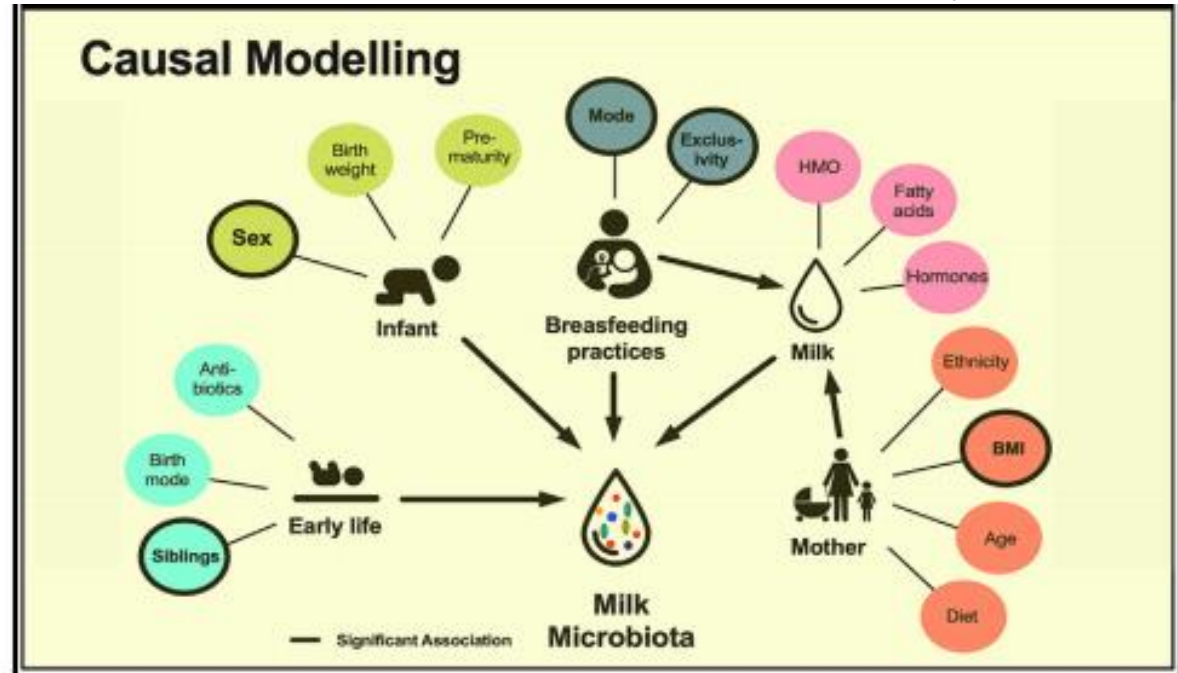 Causal Modelling
Mode
Exclus-
ivity
Pre-
maturity
Birth
weight
HMO
Fatty
acids
Sex
Hormones
Infant
Breasfeeding
practices
Milk
Anti-
biotics
Ethnicity
BMI
Birth
mode
Early life
Siblings
Mother
Age
Diet
Milk
Microbiota
Significant Association